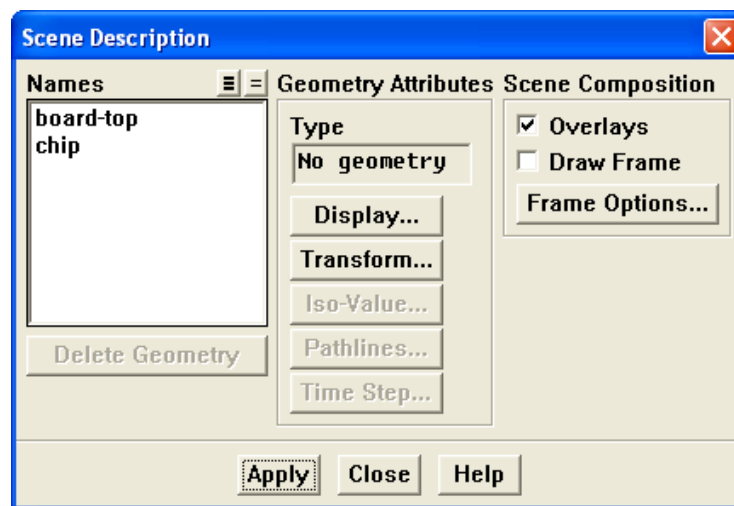 Scene Description
Names
board-top
chip
Delete Geometry
Geometry Attributes
Type
No geometry
Display...
Transform...
Iso-Value...
Pathlines...
Time Step...
Scene Composition
Overlays
Draw Frame
Frame Options...
Apply Close Help